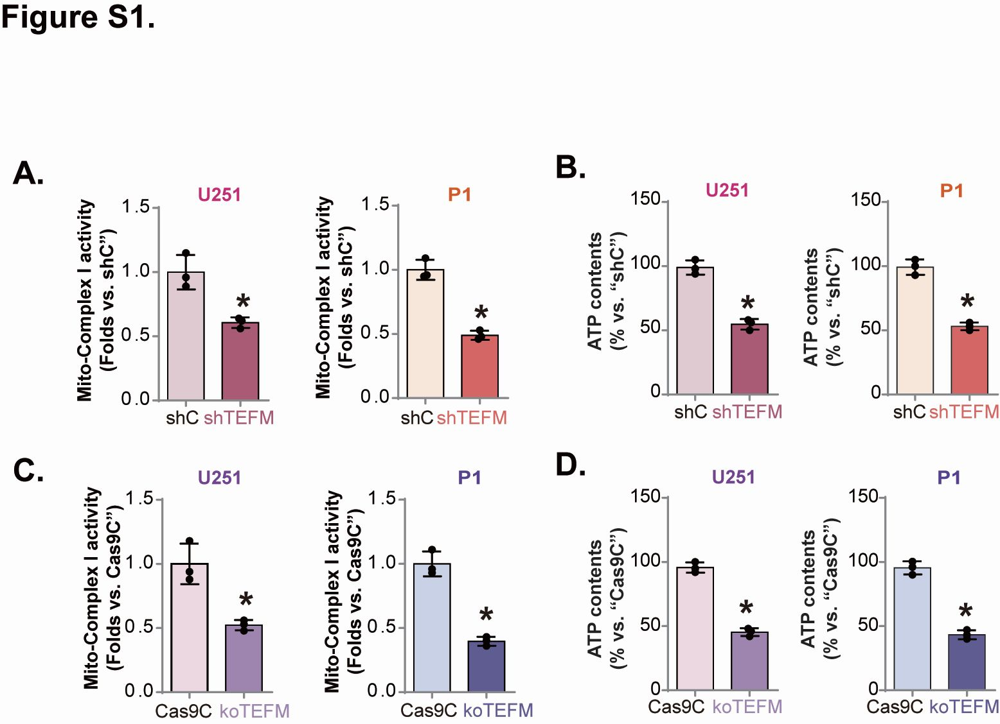 Figure S1.
A.
U251
Mito-Complex I activity
(Folds vs. shC”)
1.5
1.0
0.5
0.0
*
shC shTEFM
P1
Mito-Complex I activity
(Folds vs. shC”)
1.5
1.0
0.5
0.0
*
shC shTEFM
B.
U251
ATP contents
(% vs. “shC”)
150
100
50
0
*
shC shTEFM
P1
ATP contents
(% vs. “shC”)
150
100
50
0
*
shC shTEFM
C.
U251
Mito-Complex I activity
(Folds vs. Cas9C”)
1.5
1.0
0.5
0.0
*
Cas9C koTEFM
P1
Mito-Complex I activity
(Folds vs. Cas9C”)
1.5
1.0
0.5
0.0
*
Cas9C koTEFM
D.
U251
ATP contents
(% vs. “Cas9C”)
150
100
50
0
*
Cas9C koTEFM
P1
ATP contents
(% vs. “Cas9C”)
150
100
50
0
*
Cas9C koTEFM